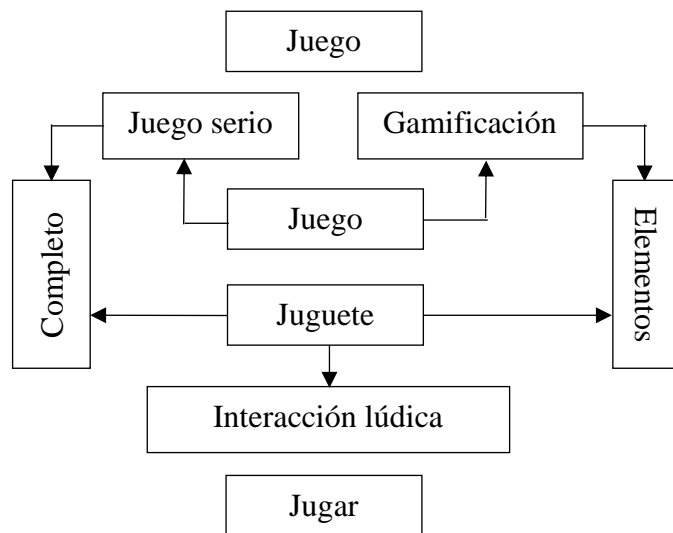 Juego
Juego serio
Gamificación
Completo
Juego
Elementos
Juguete
Interacción lúdica
Jugar